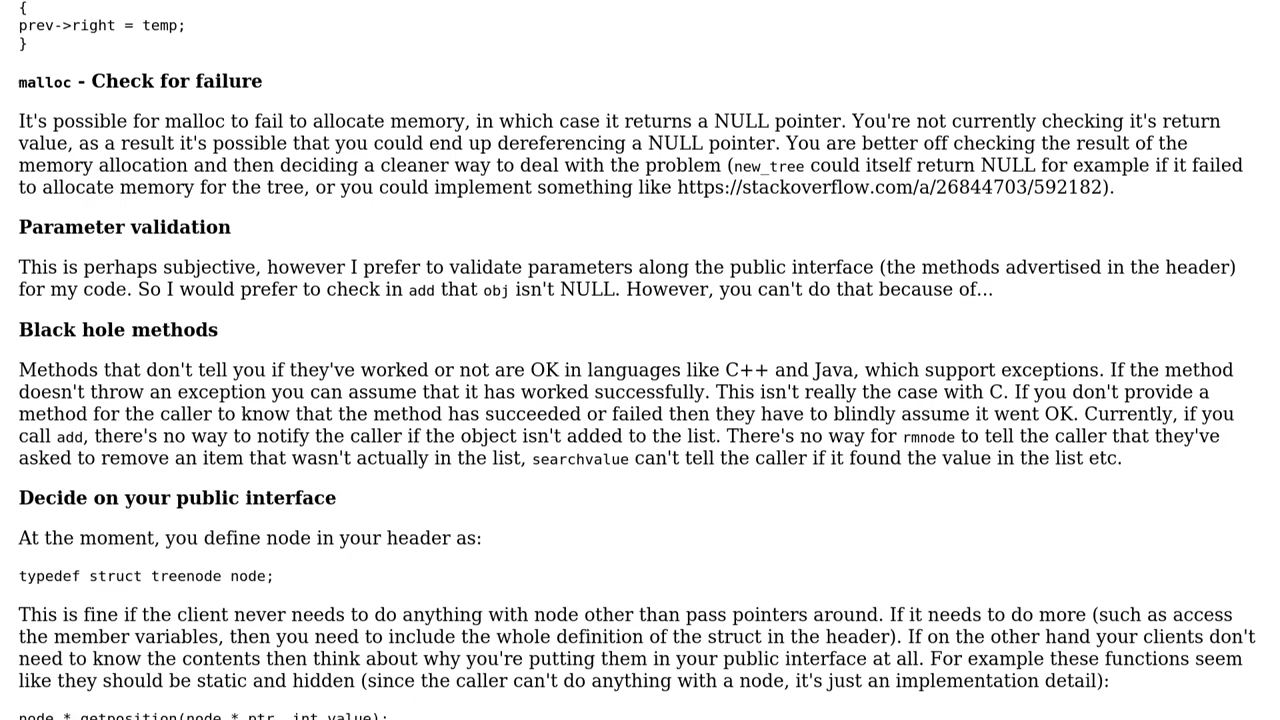 {
prev->right = temp;
}
malloc - Check for failure
It's possible for malloc to fail to allocate memory, in which case it returns a NULL pointer. You're not currently checking it's return
value, as a result it's possible that you could end up dereferencing a NULL pointer. You are better off checking the result of the
memory allocation and then deciding a cleaner way to deal with the problem (new_tree could itself return NULL for example if it failed
to allocate memory for the tree, or you could implement something like https://stackoverflow.com/a/26844703/592182).
Parameter validation
This is perhaps subjective, however I prefer to validate parameters along the public interface (the methods advertised in the header)
for my code. So I would prefer to check in add that obj isn't NULL. However, you can't do that because of...
Black hole methods
Methods that don't tell you if they've worked or not are OK in languages like C++ and Java, which support exceptions. If the method
doesn't throw an exception you can assume that it has worked successfully. This isn't really the case with C. If you don't provide a
method for the caller to know that the method has succeeded or failed then they have to blindly assume it went OK. Currently, if you
call add, there's no way to notify the caller if the object isn't added to the list. There's no way for rmnode to tell the caller that they've
asked to remove an item that wasn't actually in the list, searchvalue can't tell the caller if it found the value in the list etc.
Decide on your public interface
At the moment, you define node in your header as:
typedef struct treenode node;
This is fine if the client never needs to do anything with node other than pass pointers around. If it needs to do more (such as access
the member variables, then you need to include the whole definition of the struct in the header). If on the other hand your clients don't
need to know the contents then think about why you're putting them in your public interface at all. For example these functions seem
like they should be static and hidden (since the caller can't do anything with a node, it's just an implementation detail):
node * getposition(node * ptr, int value);